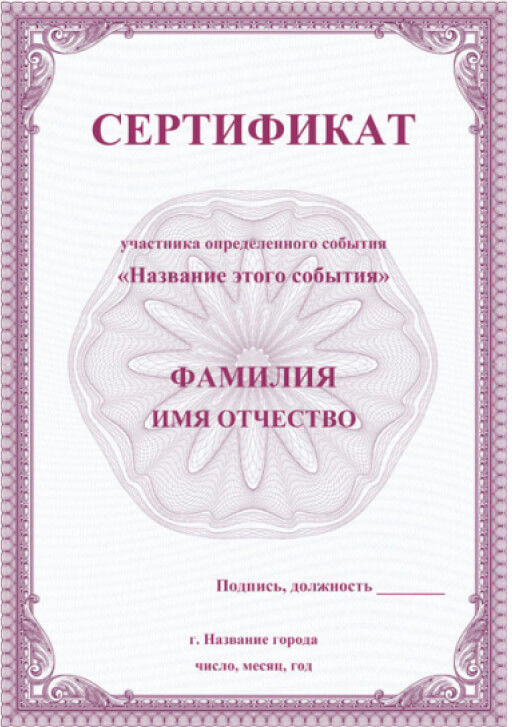 СЕРТИФИКАТ
участника определенного события
«Название этого события»
ФАМИЛИЯ
ИМЯ ОТЧЕСТВО
Подпись, должность ________
г. Название города
число, месяц, год